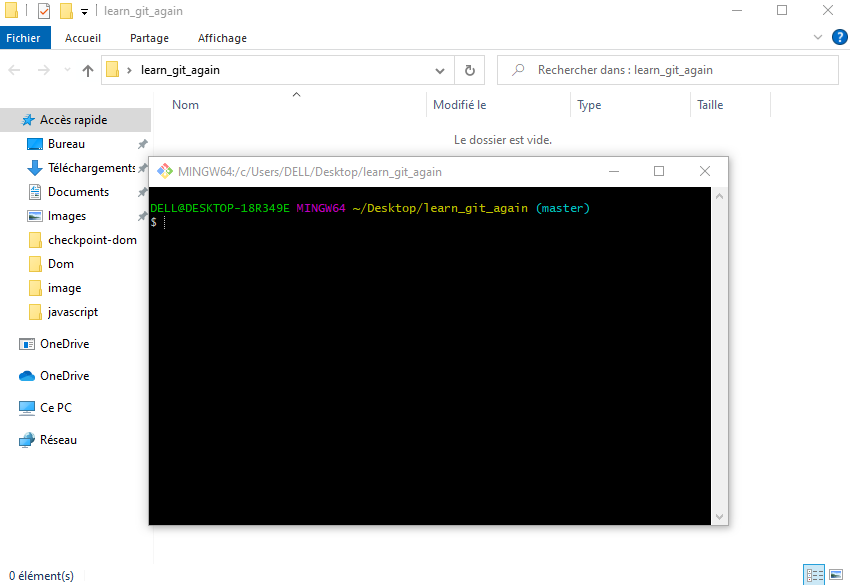 learn_git_again
Fichier Accueil Partage Affichage
learn_git_again Rechercher dans : learn_git_again
Nom Modifié le Type Taille
Le dossier est vide.
Accès rapide
Bureau
Téléchargements
Documents
Images
checkpoint-dom
Dom
image
javascript
OneDrive
OneDrive
Ce PC
Réseau
MINGW64:/c/Users/DELL/Desktop/learn_git_again
DELL@DESKTOP-18R349E MINGW64 ~/Desktop/learn_git_again (master)
$
0 élément(s)